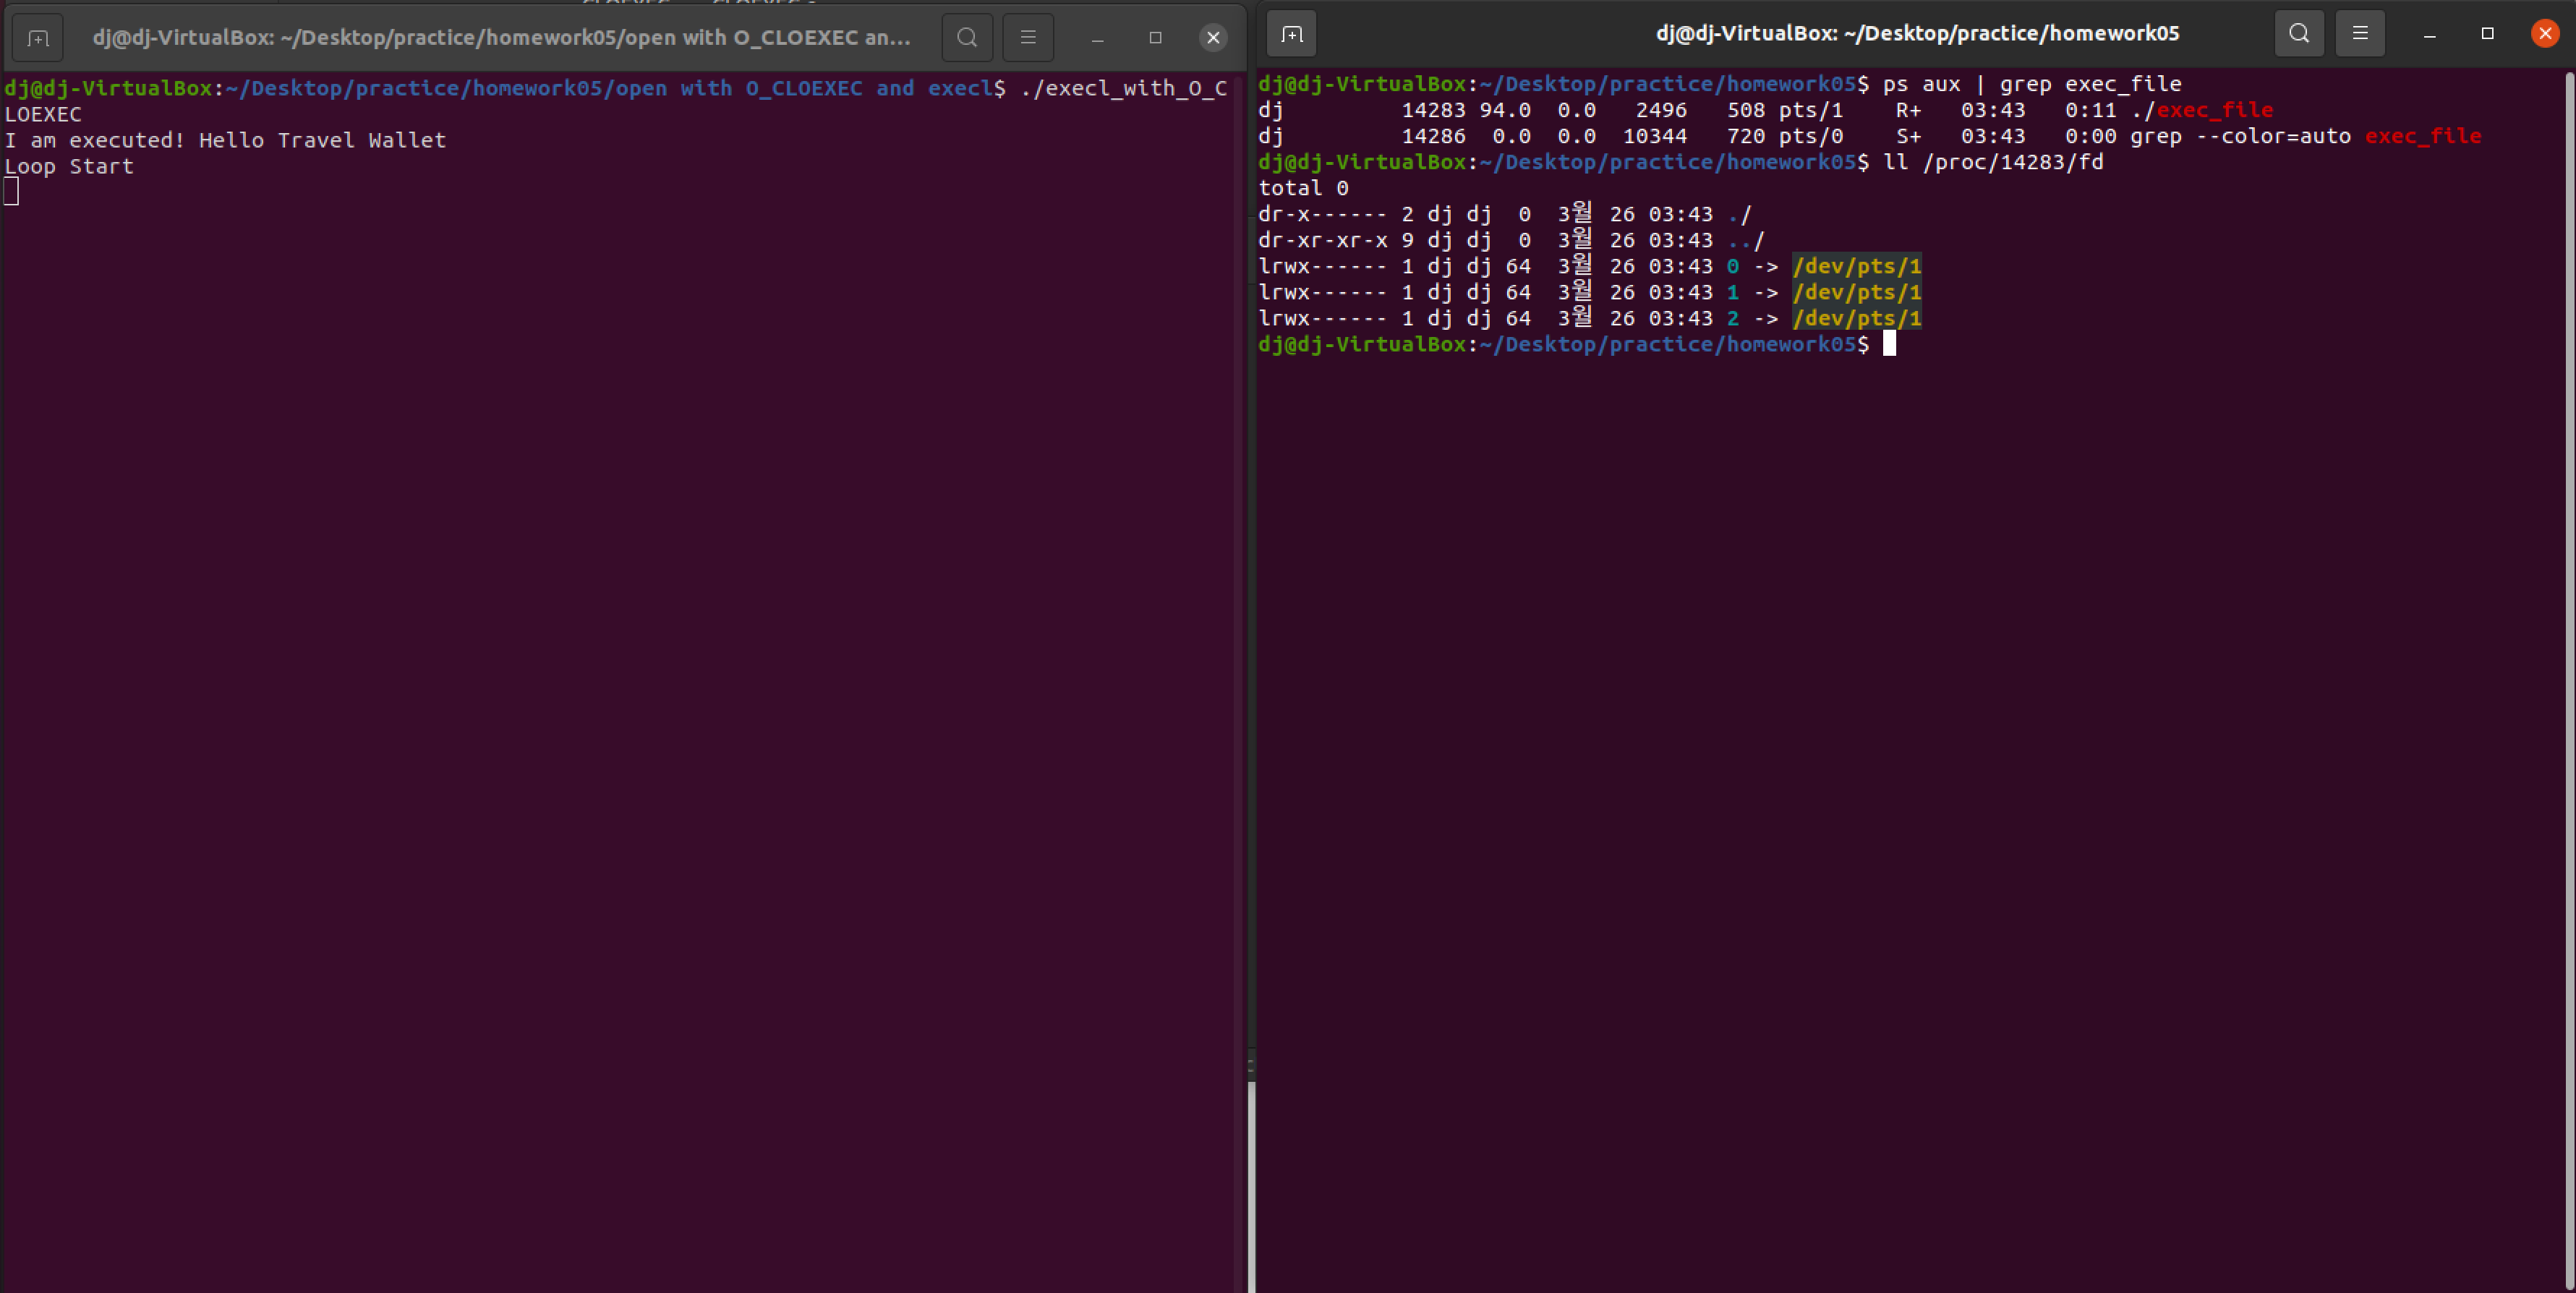 dj@dj-VirtualBox: ~/Desktop/practice/homework05/open with O_CLOEXEC an...
dj@dj-VirtualBox:~/Desktop/practice/homework05/open with O_CLOEXEC and execl$ ./execl_with_O_C
LOEXEC
I am executed! Hello Travel Wallet
Loop Start
dj@dj-VirtualBox: ~/Desktop/practice/homework05
dj@dj-VirtualBox:~/Desktop/practice/homework05$ ps aux | grep exec_file
dj 14283 94.0 0.0 2496 508 pts/1 R+ 03:43 0:11 ./exec_file
dj 14286 0.0 0.0 10344 720 pts/0 S+ 03:43 0:00 grep --color=auto exec_file
dj@dj-VirtualBox:~/Desktop/practice/homework05$ ll /proc/14283/fd
total 0
dr-x------ 2 dj dj 0 3월 26 03:43 ./
dr-xr-xr-x 9 dj dj 0 3월 26 03:43 ../
lrwx------ 1 dj dj 64 3월 26 03:43 0 -> /dev/pts/1
lrwx------ 1 dj dj 64 3월 26 03:43 1 -> /dev/pts/1
lrwx------ 1 dj dj 64 3월 26 03:43 2 -> /dev/pts/1
dj@dj-VirtualBox:~/Desktop/practice/homework05$